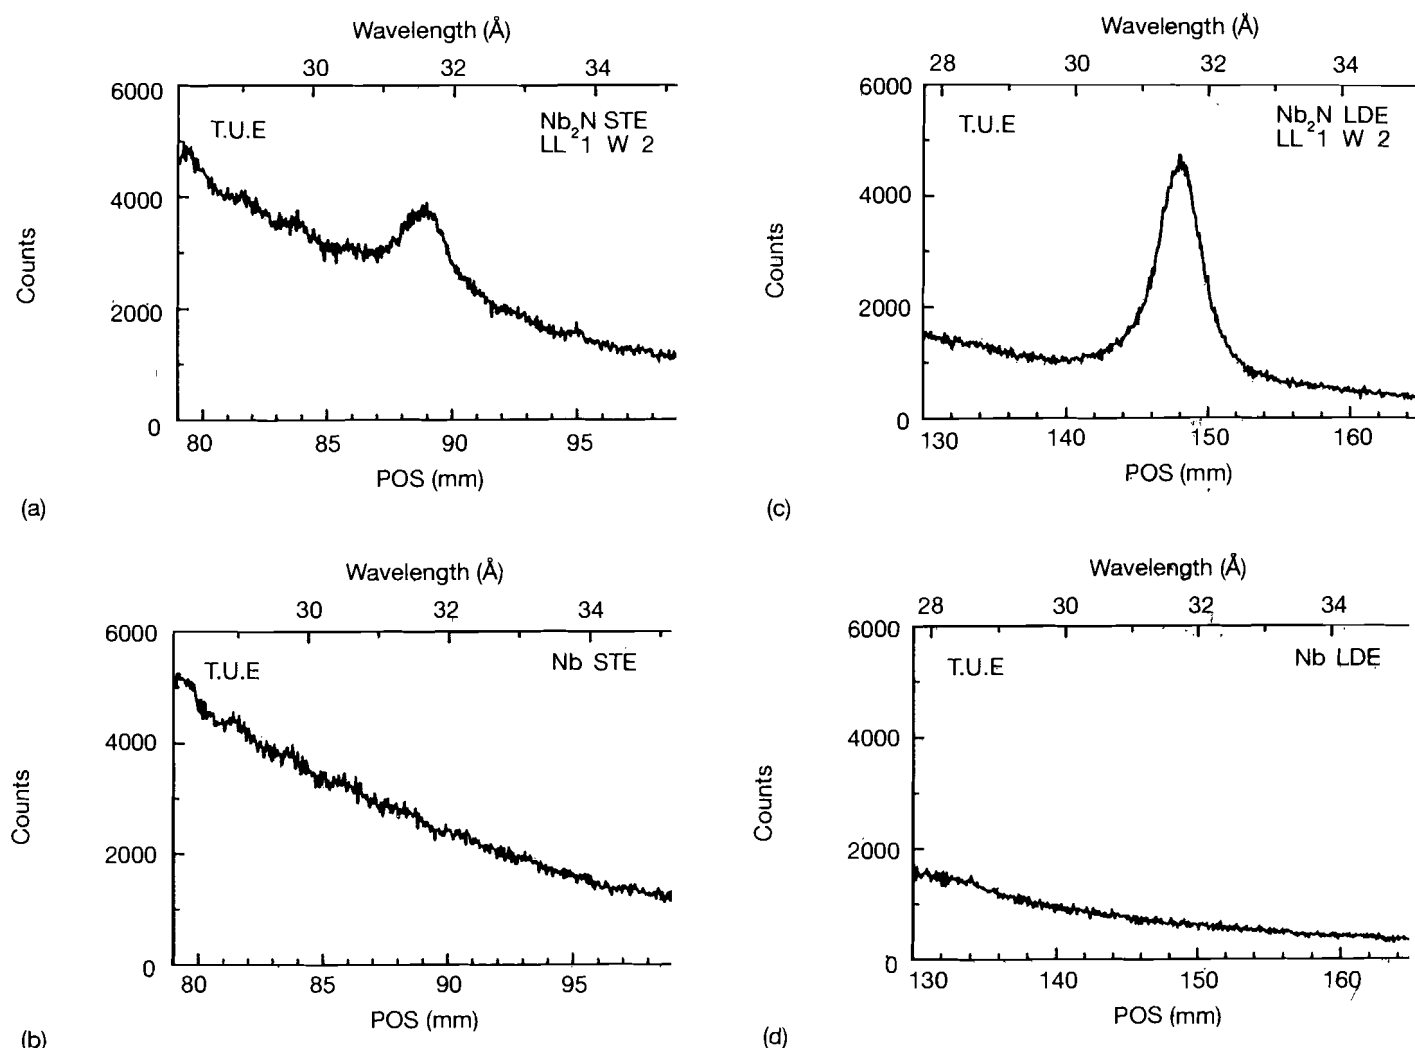 Wavelength (Å)
30 32 34
6000
4000
2000
0
Counts
T.U.E
Nb₂N STE
LL 1 W 2
80 85 90 95
POS (mm)
(a)
Wavelength (Å)
28 30 32 34
6000
4000
2000
0
Counts
T.U.E
Nb₂N LDE
LL 1 W 2
130 140 150 160
POS (mm)
(c)
Wavelength (Å)
30 32 34
6000
4000
2000
0
Counts
T.U.E
Nb STE
80 85 90 95
POS (mm)
(b)
Wavelength (Å)
28 30 32 34
6000
4000
2000
0
Counts
T.U.E
Nb LDE
130 140 150 160
POS (mm)
(d)